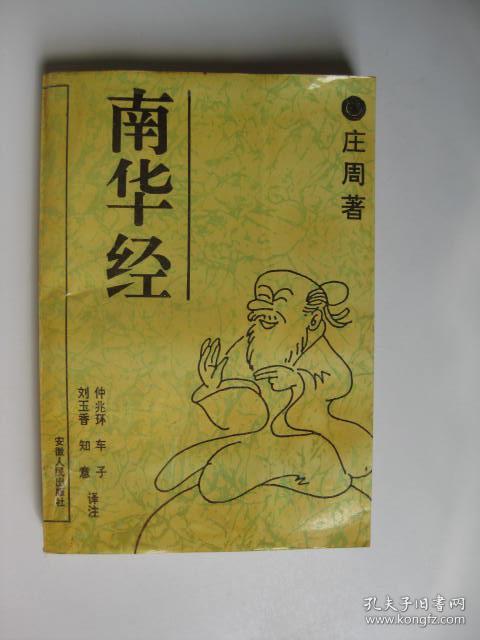 庄周著
南华经
仲兆环 车子
刘玉香 知意 译注
安徽人民出版社
孔夫子旧书网
kongfz.com